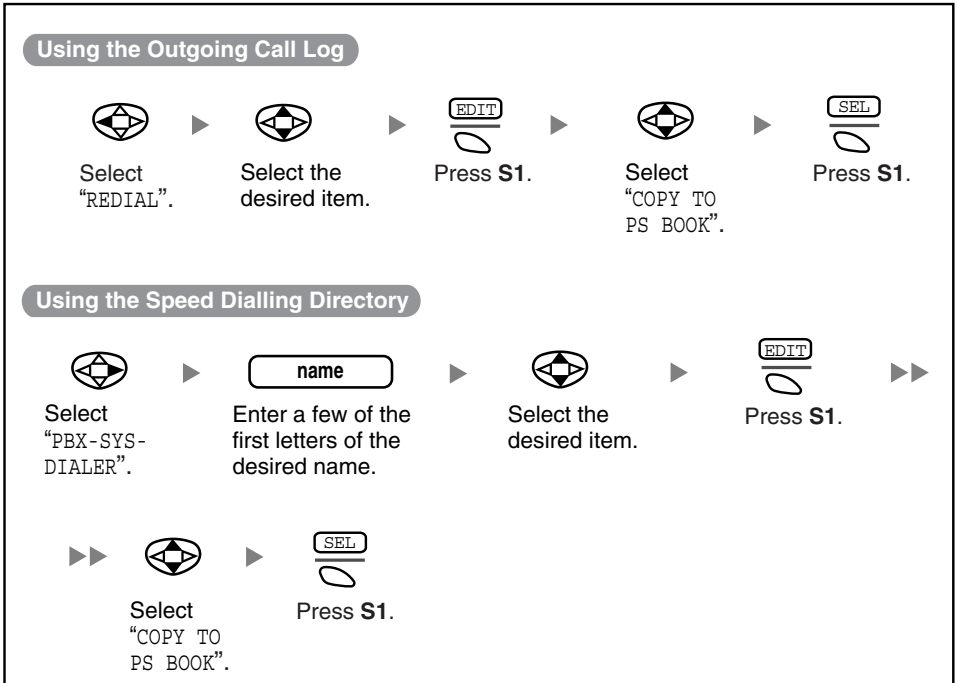 Using the Outgoing Call Log
EDIT
SEL
Select
"REDIAL".
Select the
desired item.
Press S1.
Select
"COPY TO
PS BOOK".
Press S1.
Using the Speed Dialling Directory
name
EDIT
Select
"PBX-SYS-
DIALER".
Enter a few of the
first letters of the
desired name.
Select the
desired item.
Press S1.
SEL
Select
"COPY TO
PS BOOK".
Press S1.